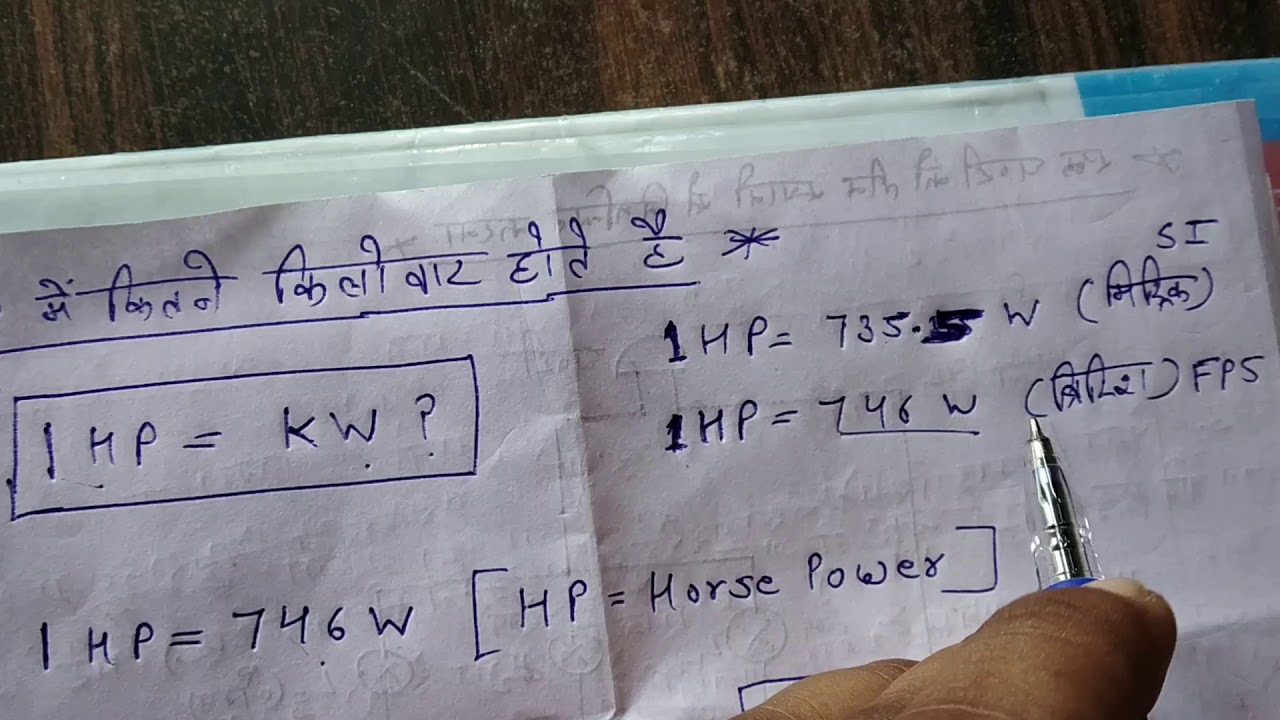 में कितने किलोवाट होते है *
SI
1 HP = 735.5 W (मिट्रिक)
1 HP = 746 W (ब्रिटिश) FPS
1 HP = KW ?
1 HP = 746 W [HP = Horse Power]